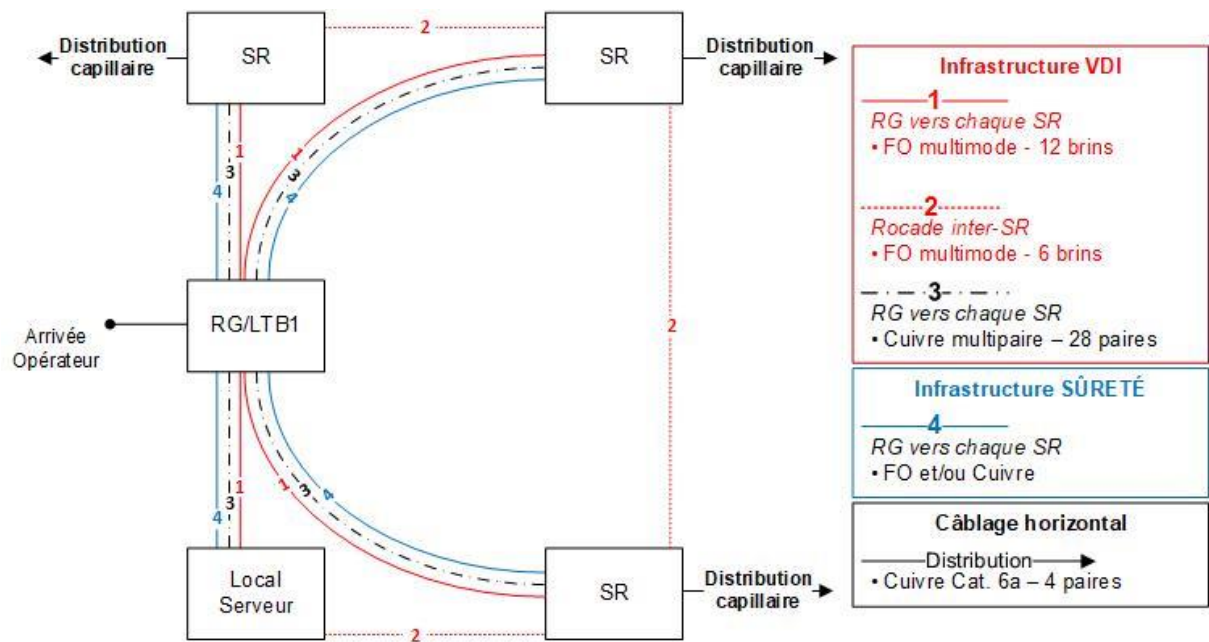 Distribution
capillaire
SR
2
SR
Distribution
capillaire
1
3
4
1
3
4
RG/LTB1
Arrivée
Opérateur
2
1
3
4
1
3
4
Local
Serveur
2
SR
Distribution
capillaire
Infrastructure VDI
1
RG vers chaque SR
• FO multimode - 12 brins
2
Rocade inter-SR
• FO multimode - 6 brins
3
RG vers chaque SR
• Cuivre multipaire – 28 paires
Infrastructure SÛRETÉ
4
RG vers chaque SR
• FO et/ou Cuivre
Câblage horizontal
Distribution
• Cuivre Cat. 6a – 4 paires